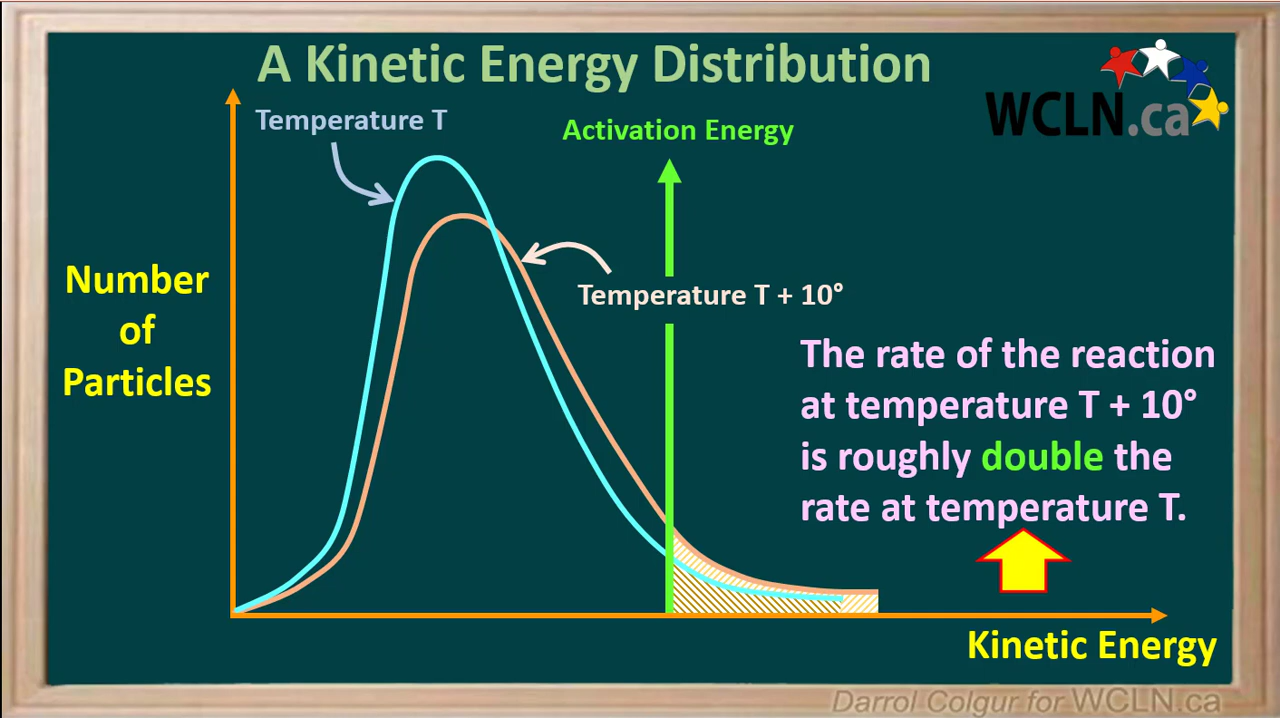 A Kinetic Energy Distribution
WCLN.ca
Temperature T
Activation Energy
Number
of
Particles
Temperature T + 10°
The rate of the reaction
at temperature T + 10°
is roughly double the
rate at temperature T.
Kinetic Energy
Darrol Colgur for WCLN.ca